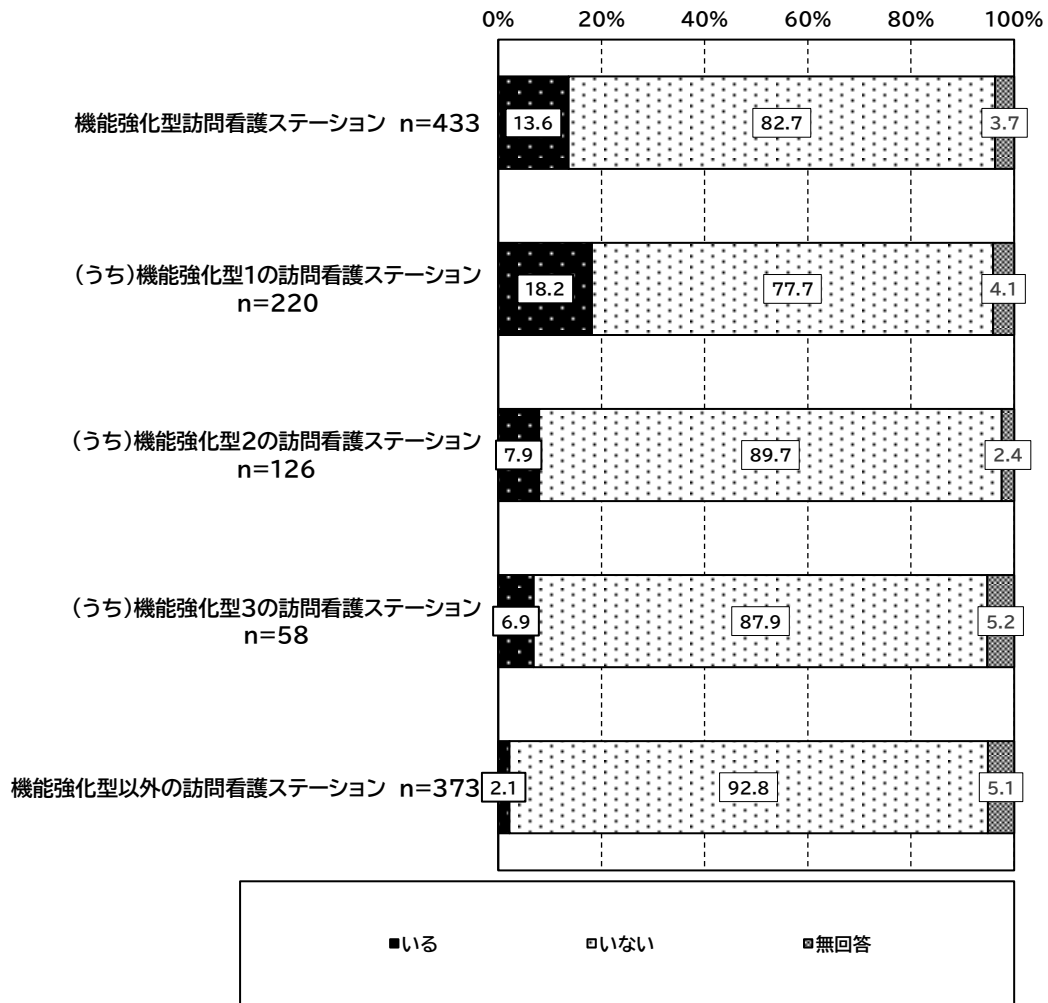 0% 20% 40% 60% 80% 100%
機能強化型訪問看護ステーション n=433 13.6 82.7 3.7
(うち)機能強化型1の訪問看護ステーション
n=220
18.2 77.7 4.1
(うち)機能強化型2の訪問看護ステーション
n=126
7.9 89.7 2.4
(うち)機能強化型3の訪問看護ステーション
n=58
6.9 87.9 5.2
機能強化型以外の訪問看護ステーション n=373 2.1 92.8 5.1
いる いない 無回答